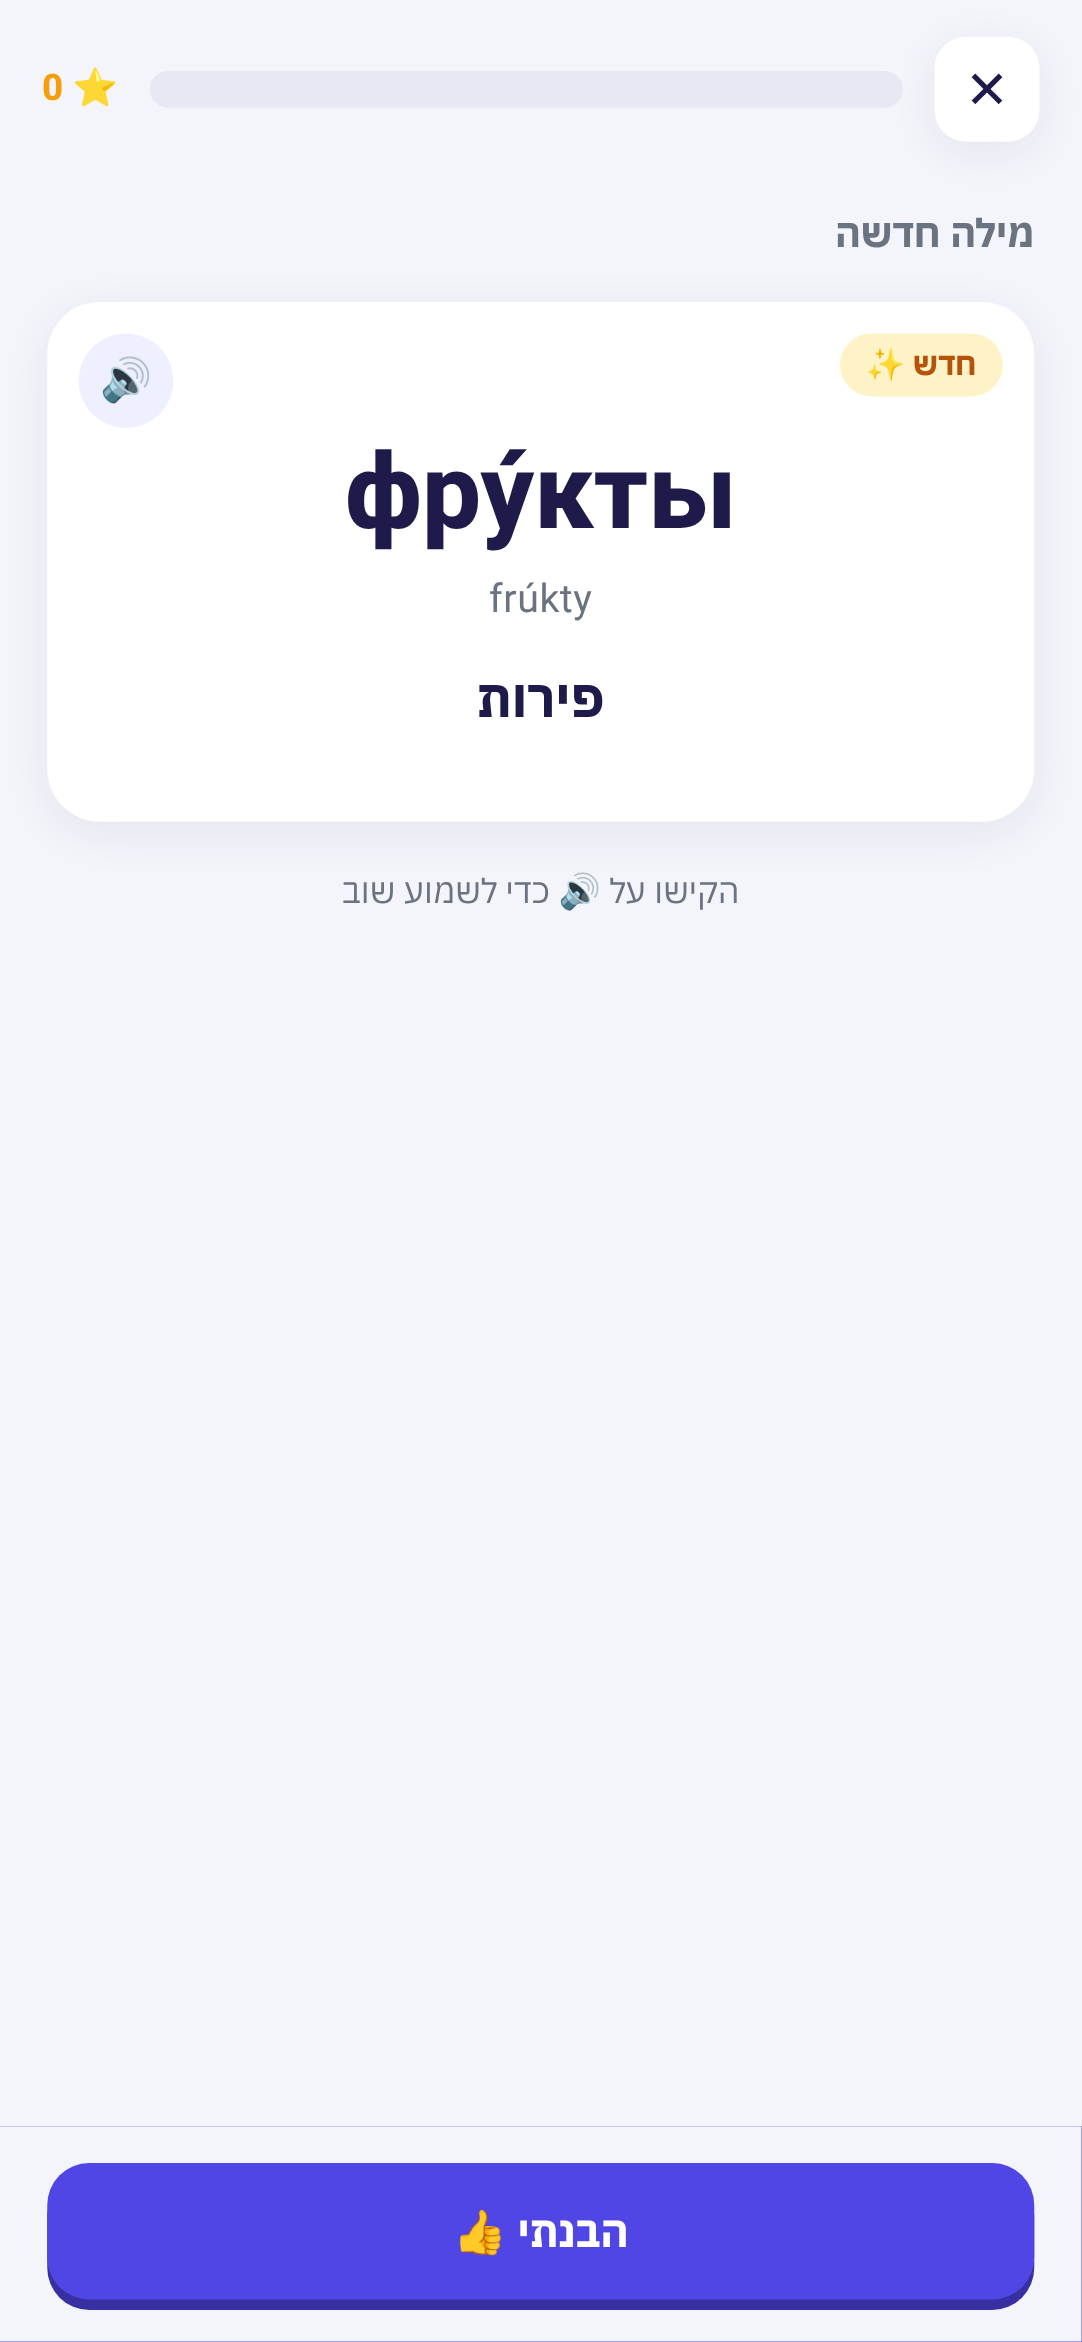 0 ⭐
✕
מילה חדשה
חדש ✨
🔊
фру́кты
frúkty
פירות
הקישו על 🔊 כדי לשמוע שוב
הבנתי 👍